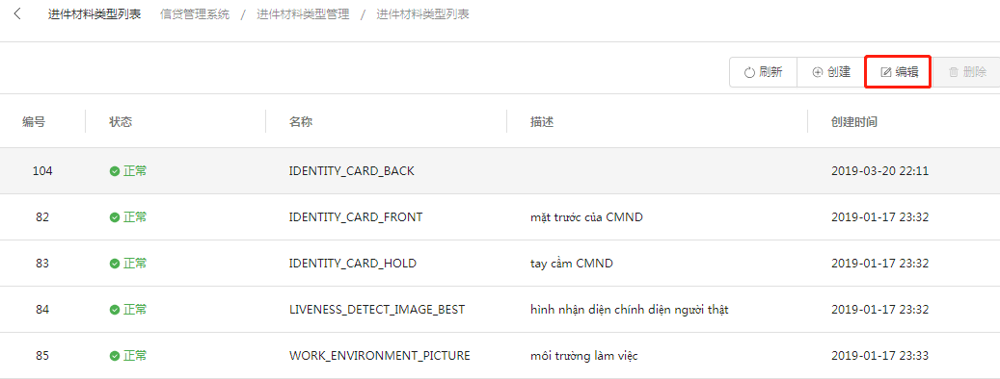 进件材料类型列表 信贷管理系统 / 进件材料类型管理 / 进件材料类型列表
刷新 创建 编辑 删除
编号 状态 名称 描述 创建时间
104 正常 IDENTITY_CARD_BACK 2019-03-20 22:11
82 正常 IDENTITY_CARD_FRONT mặt trước của CMND 2019-01-17 23:32
83 正常 IDENTITY_CARD_HOLD tay cầm CMND 2019-01-17 23:32
84 正常 LIVENESS_DETECT_IMAGE_BEST hình nhận diện chính diện người thật 2019-01-17 23:32
85 正常 WORK_ENVIRONMENT_PICTURE môi trường làm việc 2019-01-17 23:33